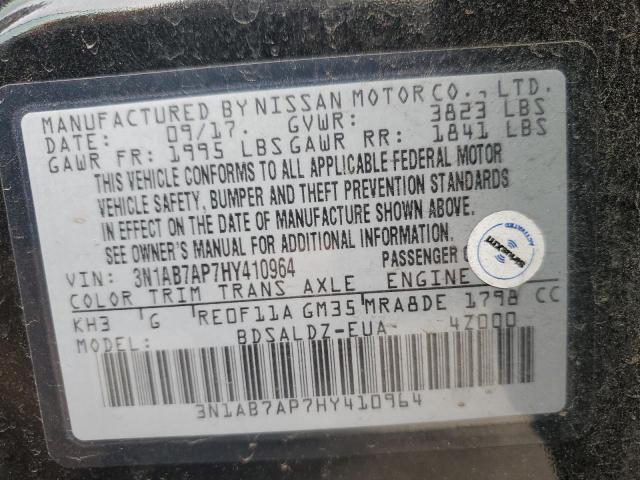 MANUFACTURED BY NISSAN MOTOR CO., LTD.
DATE: 09/17. GVWR: 3823 LBS
GAWR FR: 1995 LBS GAWR RR: 1841 LBS
THIS VEHICLE CONFORMS TO ALL APPLICABLE FEDERAL MOTOR
VEHICLE SAFETY, BUMPER AND THEFT PREVENTION STANDARDS
IN EFFECT ON THE DATE OF MANUFACTURE SHOWN ABOVE.
SEE OWNER'S MANUAL FOR ADDITIONAL INFORMATION.
VIN: 3N1AB7AP7HY410964 PASSENGER
COLOR TRIM TRANS AXLE ENGINE
KH3 G RE0F11A GM35 MRA8DE 1798 CC
MODEL: BDSALDZ-EUA 4Z000
3N1AB7AP7HY410964
SiriusXM
ACTIVATED